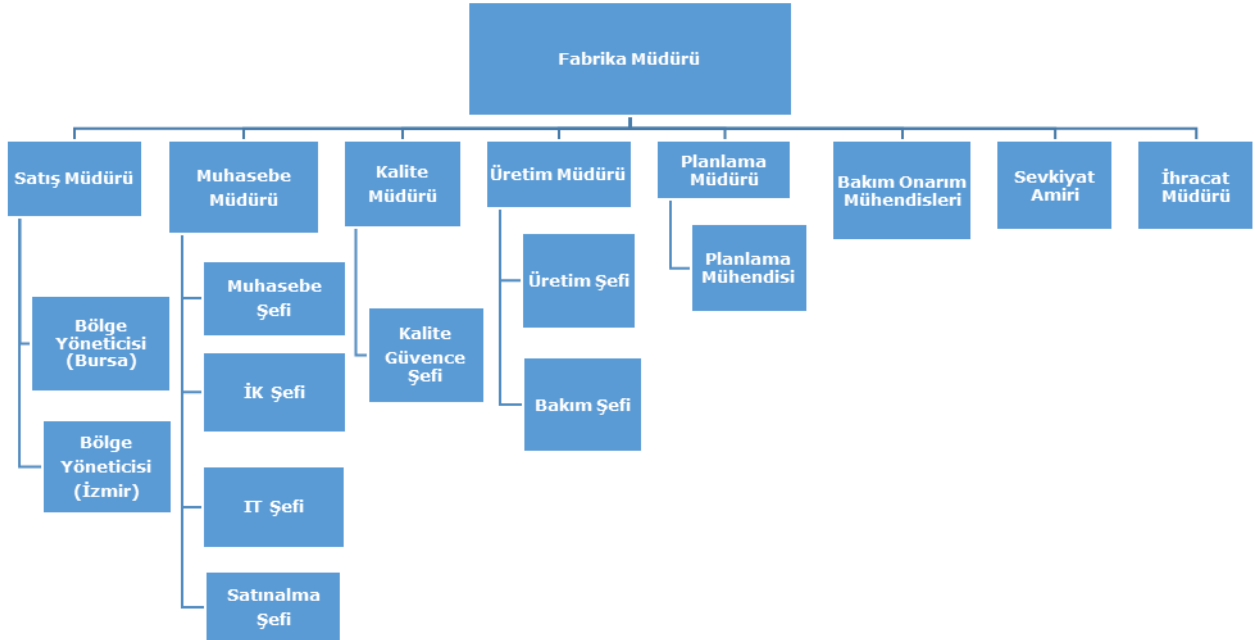 Fabrika Müdürü
Satış Müdürü
Muhasebe
Müdürü
Kalite
Müdürü
Üretim Müdürü
Planlama
Müdürü
Bakım Onarım
Mühendisleri
Sevkiyat
Amiri
İhracat
Müdürü
Bölge
Yöneticisi
(Bursa)
Bölge
Yöneticisi
(İzmir)
Muhasebe
Şefi
İK Şefi
IT Şefi
Satınalma
Şefi
Kalite
Güvence
Şefi
Üretim Şefi
Bakım Şefi
Planlama
Mühendisi